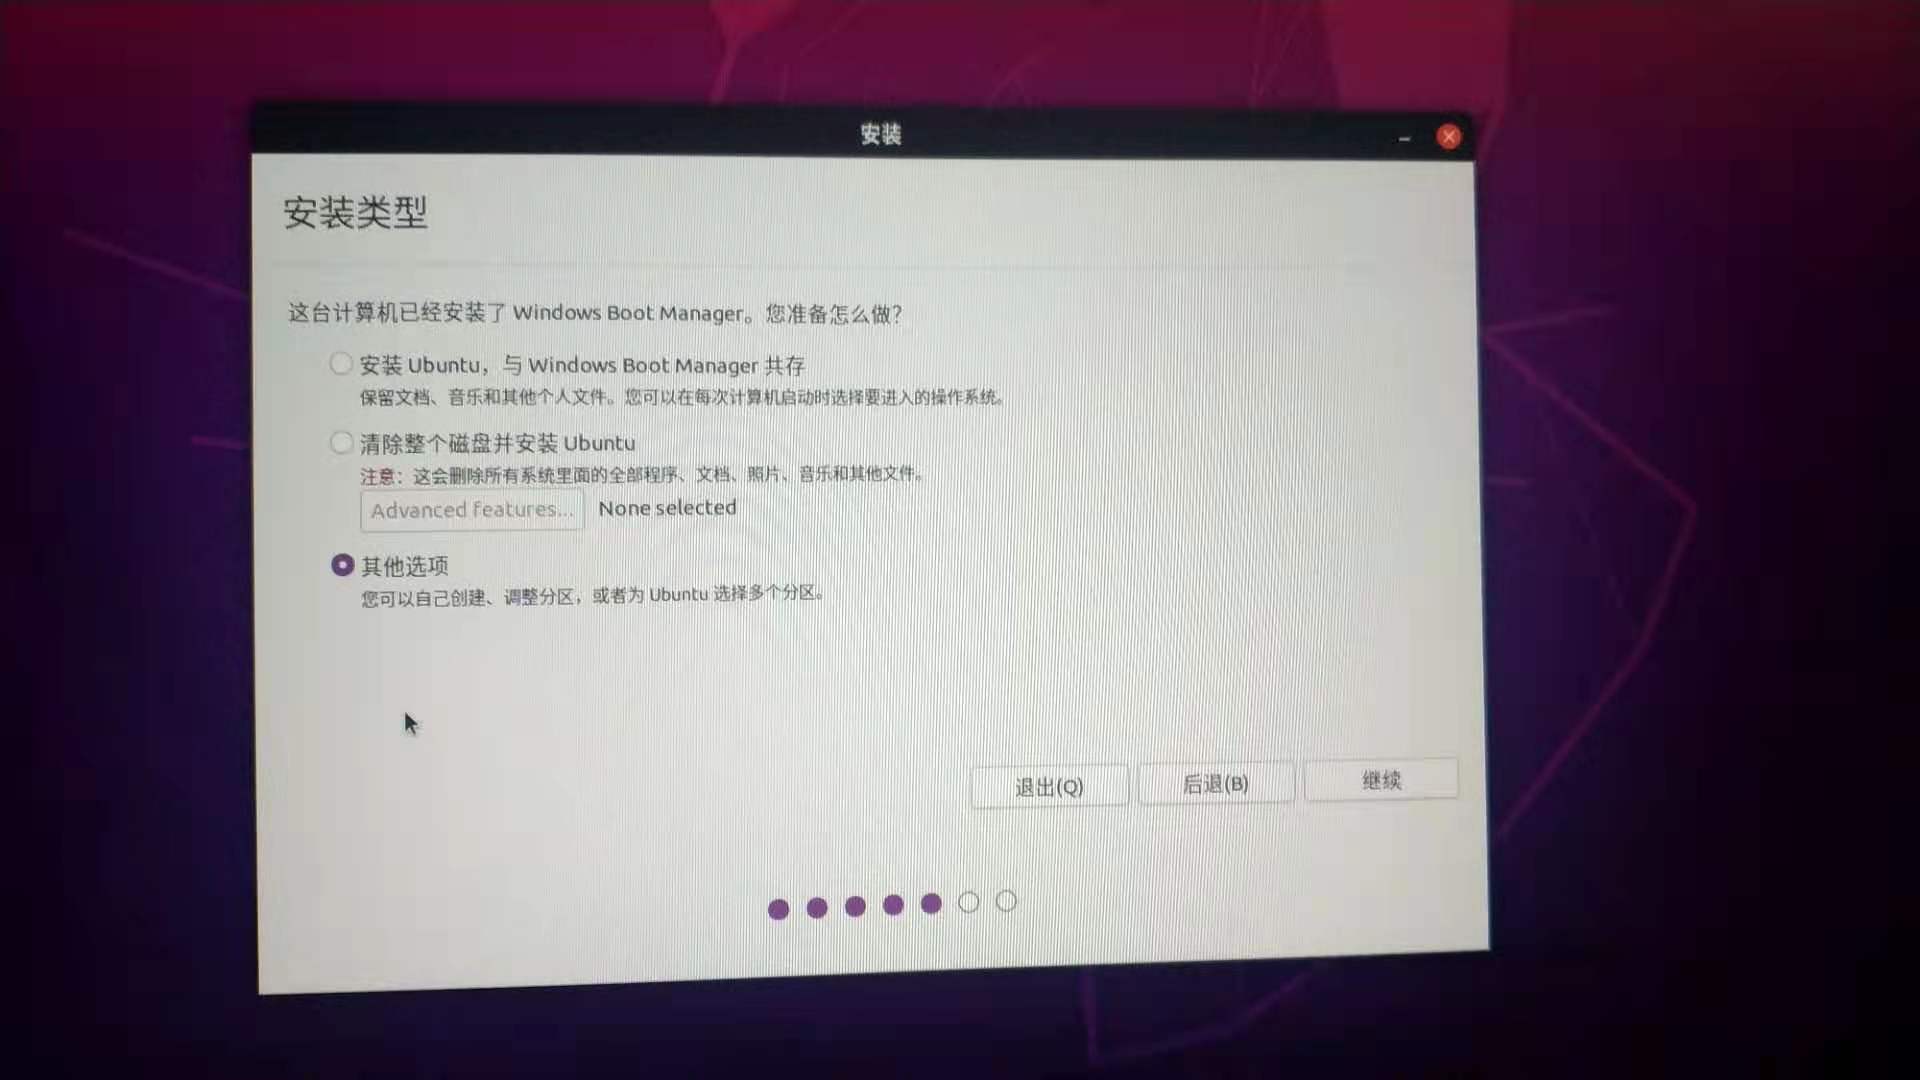 安装
安装类型
这台计算机已经安装了 Windows Boot Manager。您准备怎么做？
安装 Ubuntu，与 Windows Boot Manager 共存
保留文档、音乐和其他个人文件。您可以在每次计算机启动时选择要进入的操作系统。
清除整个磁盘并安装 Ubuntu
注意：这会删除所有系统里面的全部程序、文档、照片、音乐和其他文件。
Advanced features... None selected
其他选项
您可以自己创建、调整分区，或者为 Ubuntu 选择多个分区。
退出(Q) 后退(B) 继续